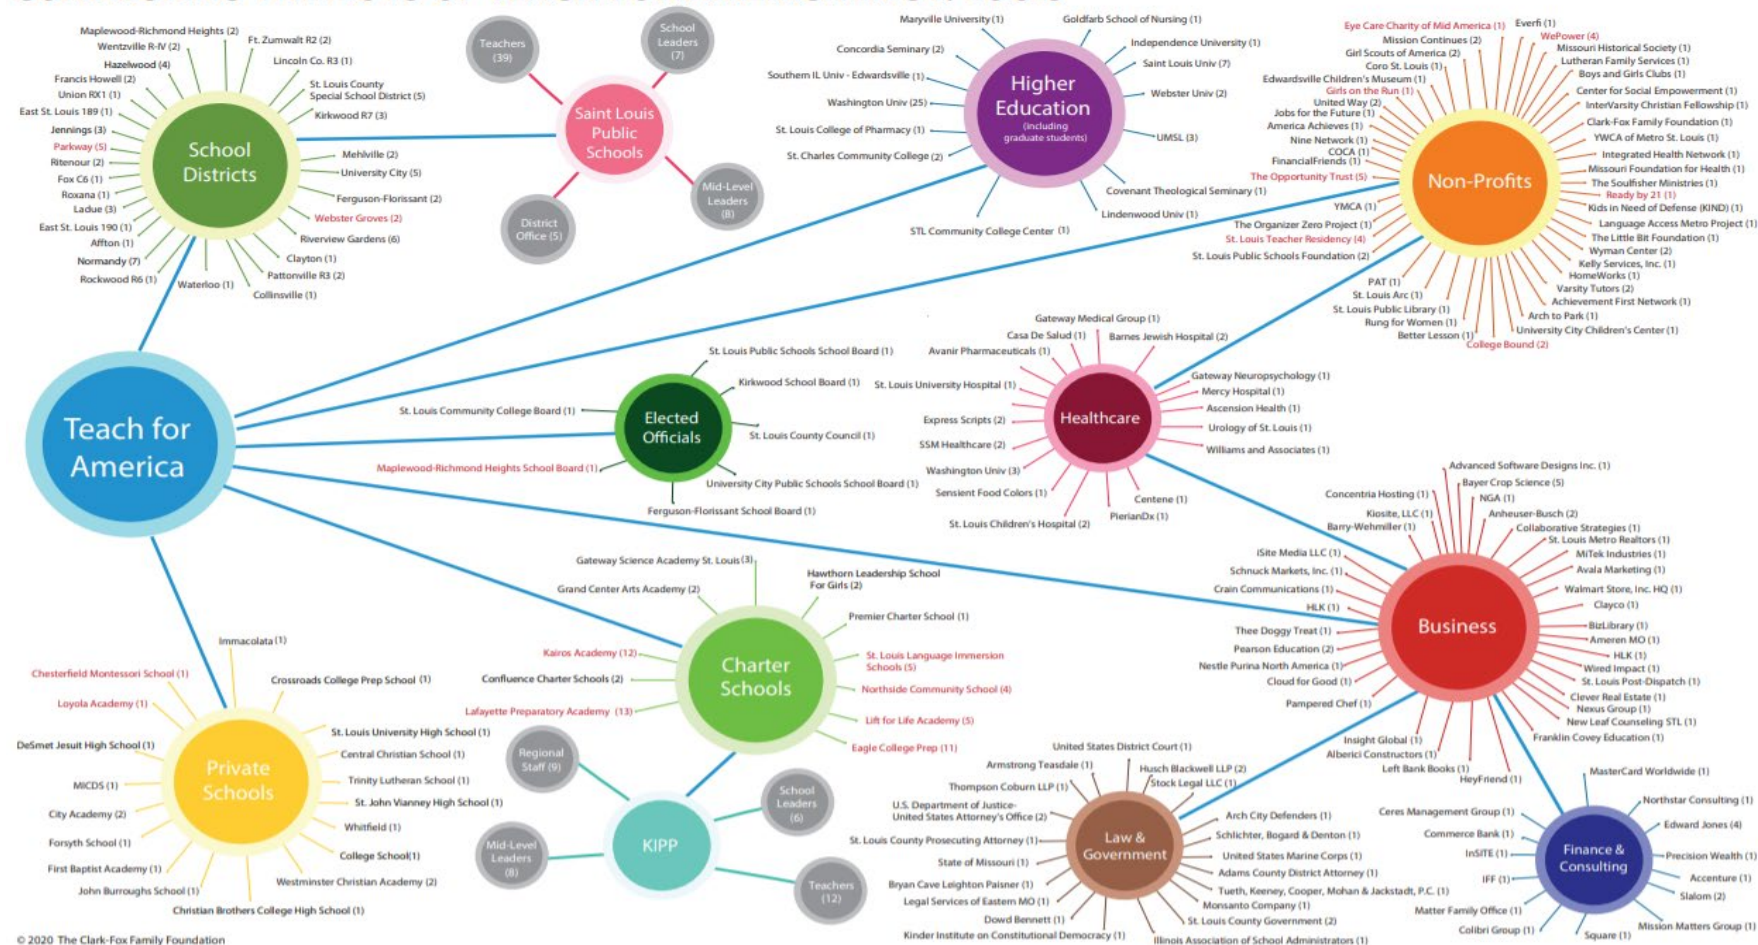 Maplewood-Richmond Heights (2)
Wentzville R-IV (2)
Hazelwood (4)
Francis Howell (2)
Union RX1 (1)
East St. Louis 189 (1)
Jennings (3)
Parkway (5)
Ritenour (2)
Fox C6 (1)
Roxana (1)
Ladue (3)
East St. Louis 190 (1)
Affton (1)
Normandy (7)
Rockwood R6 (1)
Waterloo (1)
Collinsville (1)
Pattonville R3 (2)
Clayton (1)
Riverview Gardens (6)
Webster Groves (2)
Ferguson-Florissant (2)
University City (5)
Mehlville (2)
Kirkwood R7 (3)
St. Louis County
Special School District (5)
Lincoln Co. R3 (1)
Ft. Zumwalt R2 (2)
School
Districts
Teachers
(39)
School
Leaders
(7)
Saint Louis
Public
Schools
Mid-Level
Leaders
(8)
District
Office (5)
Maryville University (1)
Goldfarb School of Nursing (1)
Concordia Seminary (2)
Independence University (1)
Saint Louis Univ (7)
Southern IL Univ - Edwardsville (1)
Webster Univ (2)
Washington Univ (25)
St. Louis College of Pharmacy (1)
UMSL (3)
St. Charles Community College (2)
Covenant Theological Seminary (1)
Lindenwood Univ (1)
STL Community College Center (1)
Higher
Education
(including
graduate students)
Eye Care Charity of Mid America (1)
Mission Continues (2)
Girl Scouts of America (2)
Coro St. Louis (1)
Edwardsville Children's Museum (1)
Girls on the Run (1)
United Way (2)
Jobs for the Future (1)
America Achieves (1)
Nine Network (1)
COCA (1)
FinancialFriends (1)
The Opportunity Trust (5)
YMCA (1)
The Organizer Zero Project (1)
St. Louis Teacher Residency (4)
St. Louis Public Schools Foundation (2)
PAT (1)
St. Louis Arc (1)
St. Louis Public Library (1)
Rung for Women (1)
Better Lesson (1)
College Bound (2)
University City Children's Center (1)
Arch to Park (1)
Achievement First Network (1)
Varsity Tutors (2)
HomeWorks (1)
Kelly Services, Inc. (1)
Wyman Center (2)
The Little Bit Foundation (1)
Language Access Metro Project (1)
Kids in Need of Defense (KIND) (1)
Ready by 21 (1)
The Soulfisher Ministries (1)
Missouri Foundation for Health (1)
Integrated Health Network (1)
YWCA of Metro St. Louis (1)
Clark-Fox Family Foundation (1)
InterVarsity Christian Fellowship (1)
Center for Social Empowerment (1)
Boys and Girls Clubs (1)
Lutheran Family Services (1)
Missouri Historical Society (1)
WePower (4)
Everfi (1)
Non-Profits
Teach for
America
St. Louis Public Schools School Board (1)
Kirkwood School Board (1)
St. Louis Community College Board (1)
St. Louis County Council (1)
Maplewood-Richmond Heights School Board (1)
University City Public Schools School Board (1)
Ferguson-Florissant School Board (1)
Elected
Officials
Gateway Medical Group (1)
Casa De Salud (1)
Barnes Jewish Hospital (2)
Avanir Pharmaceuticals (1)
St. Louis University Hospital (1)
Express Scripts (2)
SSM Healthcare (2)
Washington Univ (3)
Sensient Food Colors (1)
St. Louis Children's Hospital (2)
PierianDx (1)
Centene (1)
Williams and Associates (1)
Urology of St. Louis (1)
Ascension Health (1)
Mercy Hospital (1)
Gateway Neuropsychology (1)
Healthcare
Advanced Software Designs Inc. (1)
Bayer Crop Science (5)
Concentria Hosting (1)
NGA (1)
Kiosite, LLC (1)
Anheuser-Busch (2)
Barry-Wehmiller (1)
Collaborative Strategies (1)
St. Louis Metro Realtors (1)
iSite Media LLC (1)
MiTek Industries (1)
Schnuck Markets, Inc. (1)
Avala Marketing (1)
Crain Communications (1)
Walmart Store, Inc. HQ (1)
HLK (1)
Clayco (1)
Thee Doggy Treat (1)
BizLibrary (1)
Pearson Education (2)
Ameren MO (1)
HLK (1)
Nestle Purina North America (1)
Wired Impact (1)
Cloud for Good (1)
St. Louis Post-Dispatch (1)
Pampered Chef (1)
Clever Real Estate (1)
Nexus Group (1)
New Leaf Counseling STL (1)
Franklin Covey Education (1)
Insight Global (1)
Alberici Constructors (1)
Left Bank Books (1)
HeyFriend (1)
Business
Immacolata (1)
Chesterfield Montessori School (1)
Crossroads College Prep School (1)
Loyola Academy (1)
St. Louis University High School (1)
DeSmet Jesuit High School (1)
Central Christian School (1)
MICDS (1)
Trinity Lutheran School (1)
St. John Vianney High School (1)
City Academy (2)
Whitfield (1)
Forsyth School (1)
College School(1)
First Baptist Academy (1)
Westminster Christian Academy (2)
John Burroughs School (1)
Christian Brothers College High School (1)
Private
Schools
Gateway Science Academy St. Louis (3)
Hawthorn Leadership School
For Girls (2)
Grand Center Arts Academy (2)
Premier Charter School (1)
Kairos Academy (12)
St. Louis Language Immersion
Schools (5)
Confluence Charter Schools (2)
Northside Community School (4)
Lafayette Preparatory Academy (13)
Lift for Life Academy (5)
Eagle College Prep (11)
Charter
Schools
Regional
Staff (9)
School
Leaders
(6)
KIPP
Mid-Level
Leaders
(8)
Teachers
(12)
United States District Court (1)
Armstrong Teasdale (1)
Husch Blackwell LLP (2)
Thompson Coburn LLP (1)
Stock Legal LLC (1)
U.S. Department of Justice-
United States Attorney's Office (2)
Arch City Defenders (1)
St. Louis County Prosecuting Attorney (1)
Schlichter, Bogard & Denton (1)
State of Missouri (1)
United States Marine Corps (1)
Adams County District Attorney (1)
Bryan Cave Leighton Paisner (1)
Tueth, Keeney, Cooper, Mohan & Jackstadt, P.C. (1)
Legal Services of Eastern MO (1)
Monsanto Company (1)
Dowd Bennett (1)
St. Louis County Government (2)
Kinder Institute on Constitutional Democracy (1)
Illinois Association of School Administrators (1)
Law &
Government
MasterCard Worldwide (1)
Northstar Consulting (1)
Ceres Management Group (1)
Edward Jones (4)
Commerce Bank (1)
InSITE (1)
Precision Wealth (1)
IFF (1)
Accenture (1)
Slalom (2)
Matter Family Office (1)
Mission Matters Group (1)
Colibri Group (1)
Square (1)
Finance &
Consulting
© 2020 The Clark-Fox Family Foundation